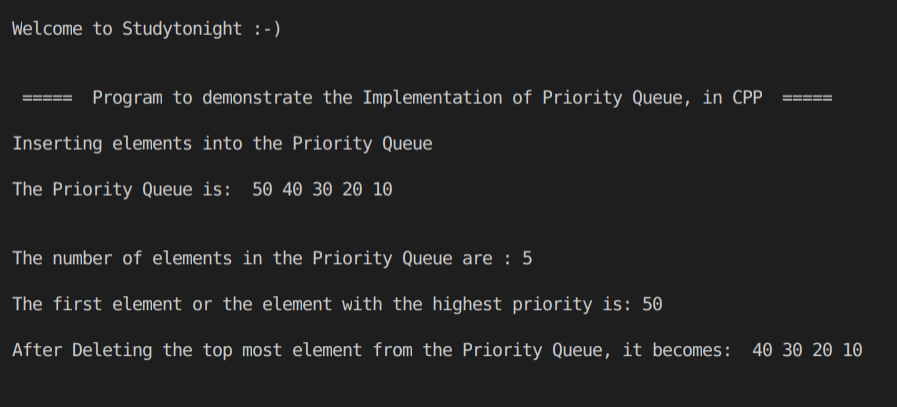 Welcome to Studytonight :-)
===== Program to demonstrate the Implementation of Priority Queue, in CPP =====
Inserting elements into the Priority Queue
The Priority Queue is: 50 40 30 20 10
The number of elements in the Priority Queue are : 5
The first element or the element with the highest priority is: 50
After Deleting the top most element from the Priority Queue, it becomes: 40 30 20 10